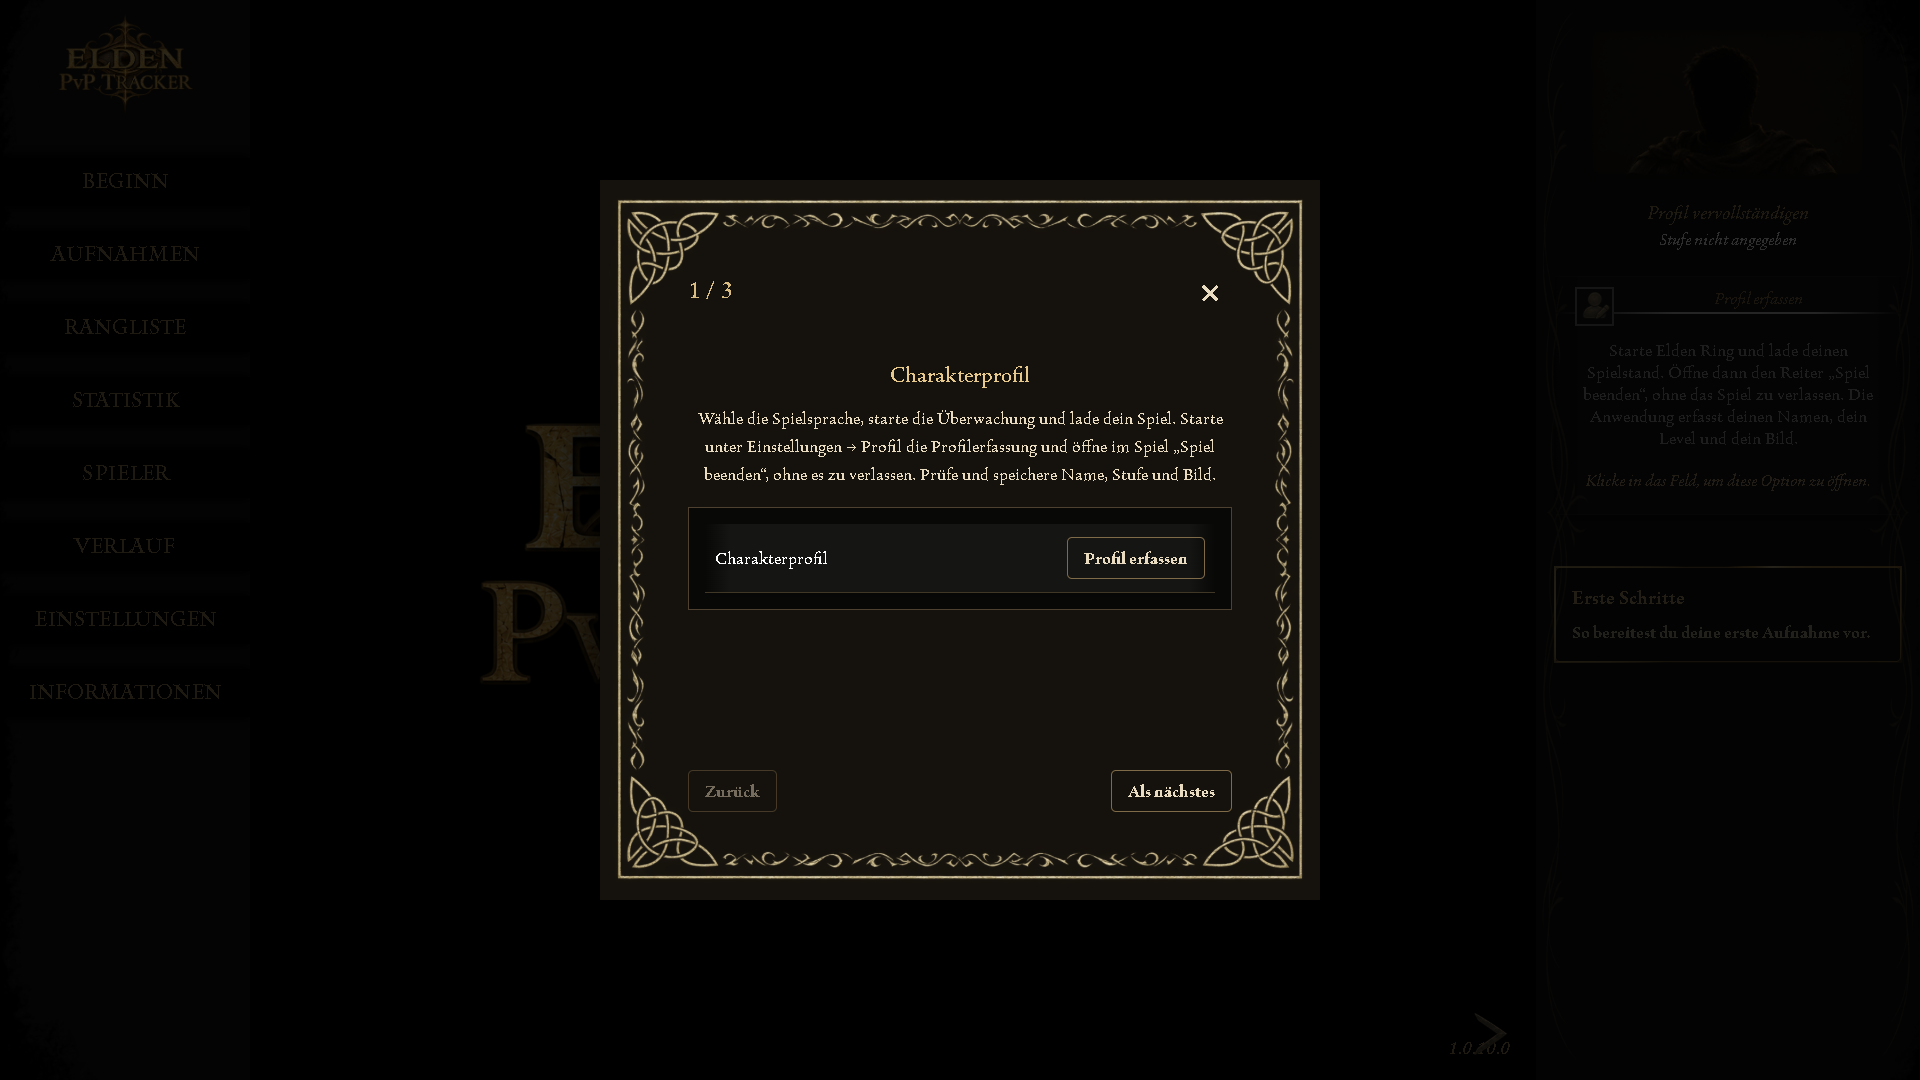 ELDEN
PvP TRACKER
BEGINN
AUFNAHMEN
RANGLISTE
STATISTIK
SPIELER
VERLAUF
EINSTELLUNGEN
INFORMATIONEN
1 / 3
Charakterprofil
Wähle die Spielsprache, starte die Überwachung und lade dein Spiel. Starte
unter Einstellungen → Profil die Profilerfassung und öffne im Spiel „Spiel
beenden“, ohne es zu verlassen. Prüfe und speichere Name, Stufe und Bild.
Charakterprofil
Profil erfassen
Zurück
Als nächstes
Profil vervollständigen
Stufe nicht angegeben
Profil erfassen
Starte Elden Ring und lade deinen
Spielstand. Öffne dann den Reiter „Spiel
beenden“, ohne das Spiel zu verlassen. Die
Anwendung erfasst deinen Namen, dein
Level und dein Bild.
Klicke in das Feld, um diese Option zu öffnen.
Erste Schritte
So bereitest du deine erste Aufnahme vor.